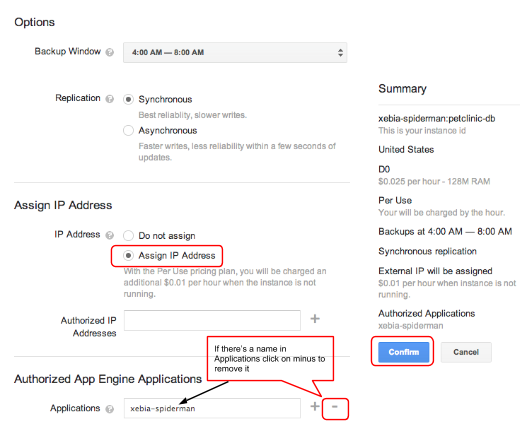 Options
Backup Window
4:00 AM — 8:00 AM
Replication
Synchronous
Best reliablity, slower writes.
Asynchronous
Faster writes, less reliability within a few seconds of
updates.
Assign IP Address
IP Address
Do not assign
Assign IP Address
With the Per Use pricing plan, you will be charged an
additional $0.01 per hour when the instance is not
running.
Authorized IP
Addresses
If there's a name in
Applications click on minus to
remove it
Authorized App Engine Applications
Applications
xebia-spiderman
Summary
xebia-spiderman:petclinic-db
This is your instance id
United States
D0
$0.025 per hour - 128M RAM
Per Use
Your will be charged by the hour.
Backups at 4:00 AM — 8:00 AM
Synchronous replication
External IP will be assigned
$0.01 per hour when instance is not
running.
Authorized Applications
xebia-spiderman
Confirm
Cancel